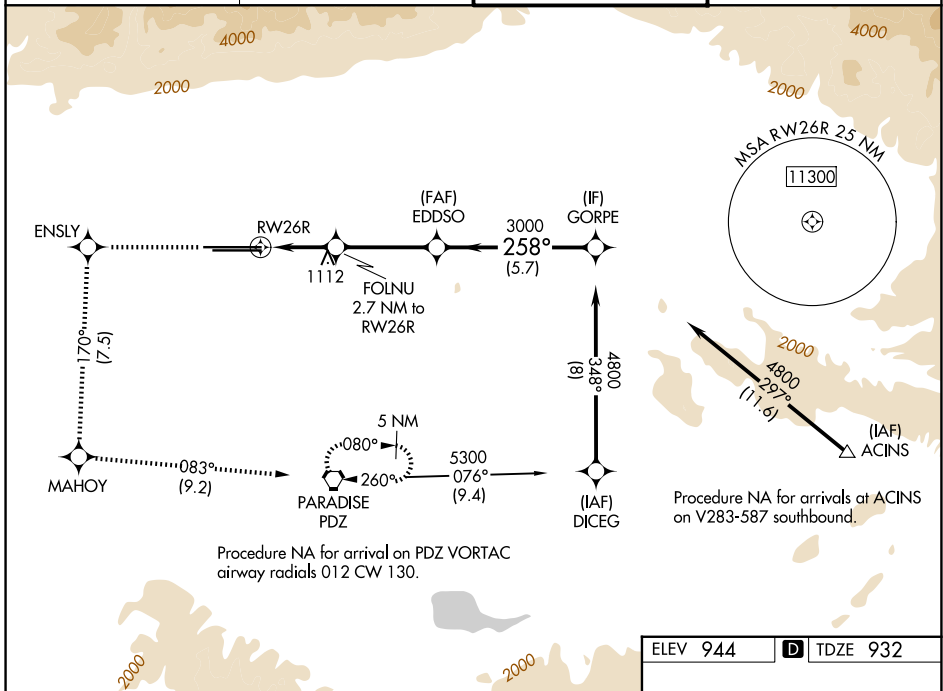 4000
2000
4000
2000
MSA RW26R 25 NM
11300
ENSLY
RW26R
(FAF)
EDDSO
(IF)
GORPE
3000
258°
(5.7)
1112
FOLNU
2.7 NM to
RW26R
170°
(7.5)
4800
348°
(8)
2000
4800
297°
(11.6)
(IAF)
ACINS
5 NM
080°
260°
5300
076°
(9.4)
MAHOY
083°
(9.2)
PARADISE
PDZ
(IAF)
DICEG
Procedure NA for arrivals at ACINS
on V283-587 southbound.
Procedure NA for arrival on PDZ VORTAC
airway radials 012 CW 130.
2000
2000
ELEV 944 D TDZE 932